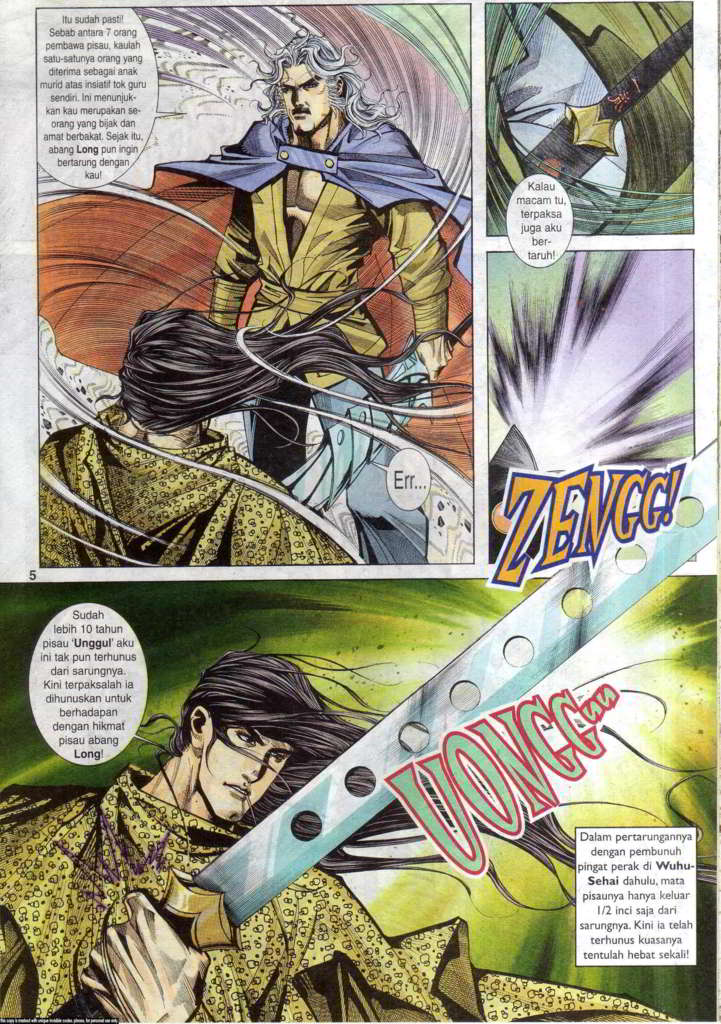 Itu sudah pasti!
Sebab antara 7 orang
pembawa pisau, kaulah
satu-satunya orang yang
diterima sebagai anak
murid atas insiatif tok guru
sendiri. Ini menunjuk-
kan kau merupakan se-
orang yang bijak dan
amat berbakat. Sejak itu,
abang Long pun ingin
bertarung dengan
kau!
Kalau
macam tu,
terpaksa
juga aku
ber-
taruh!
Err...
ZENGG!
5
Sudah
lebih 10 tahun
pisau 'Unggul' aku
ini tak pun terhunus
dari sarungnya.
Kini terpaksalah ia
dihunuskan untuk
berhadapan
dengan hikmat
pisau abang
Long!
UONGG
Dalam pertarungannya
dengan pembunuh
pingat perak di Wuhu-
Sehai dahulu, mata
pisaunya hanya keluar
1/2 inci saja dari
sarungnya. Kini ia telah
terhunus kuasanya
tentulah hebat sekali!